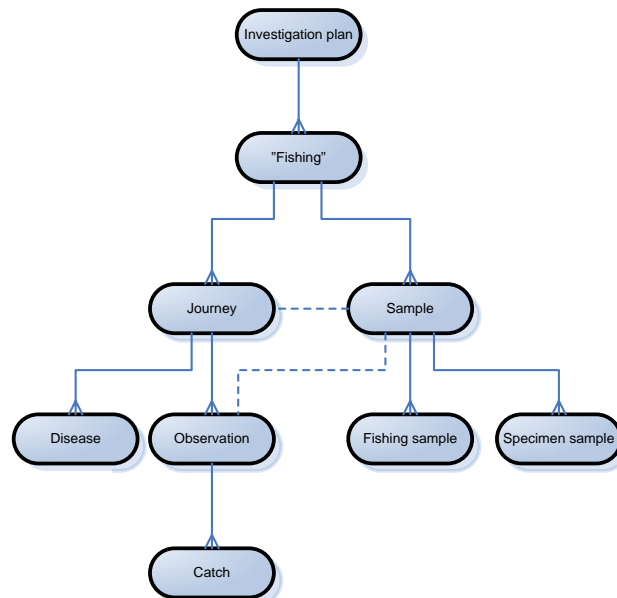 Investigation plan
”Fishing”
Journey
Sample
Disease
Observation
Fishing sample
Specimen sample
Catch